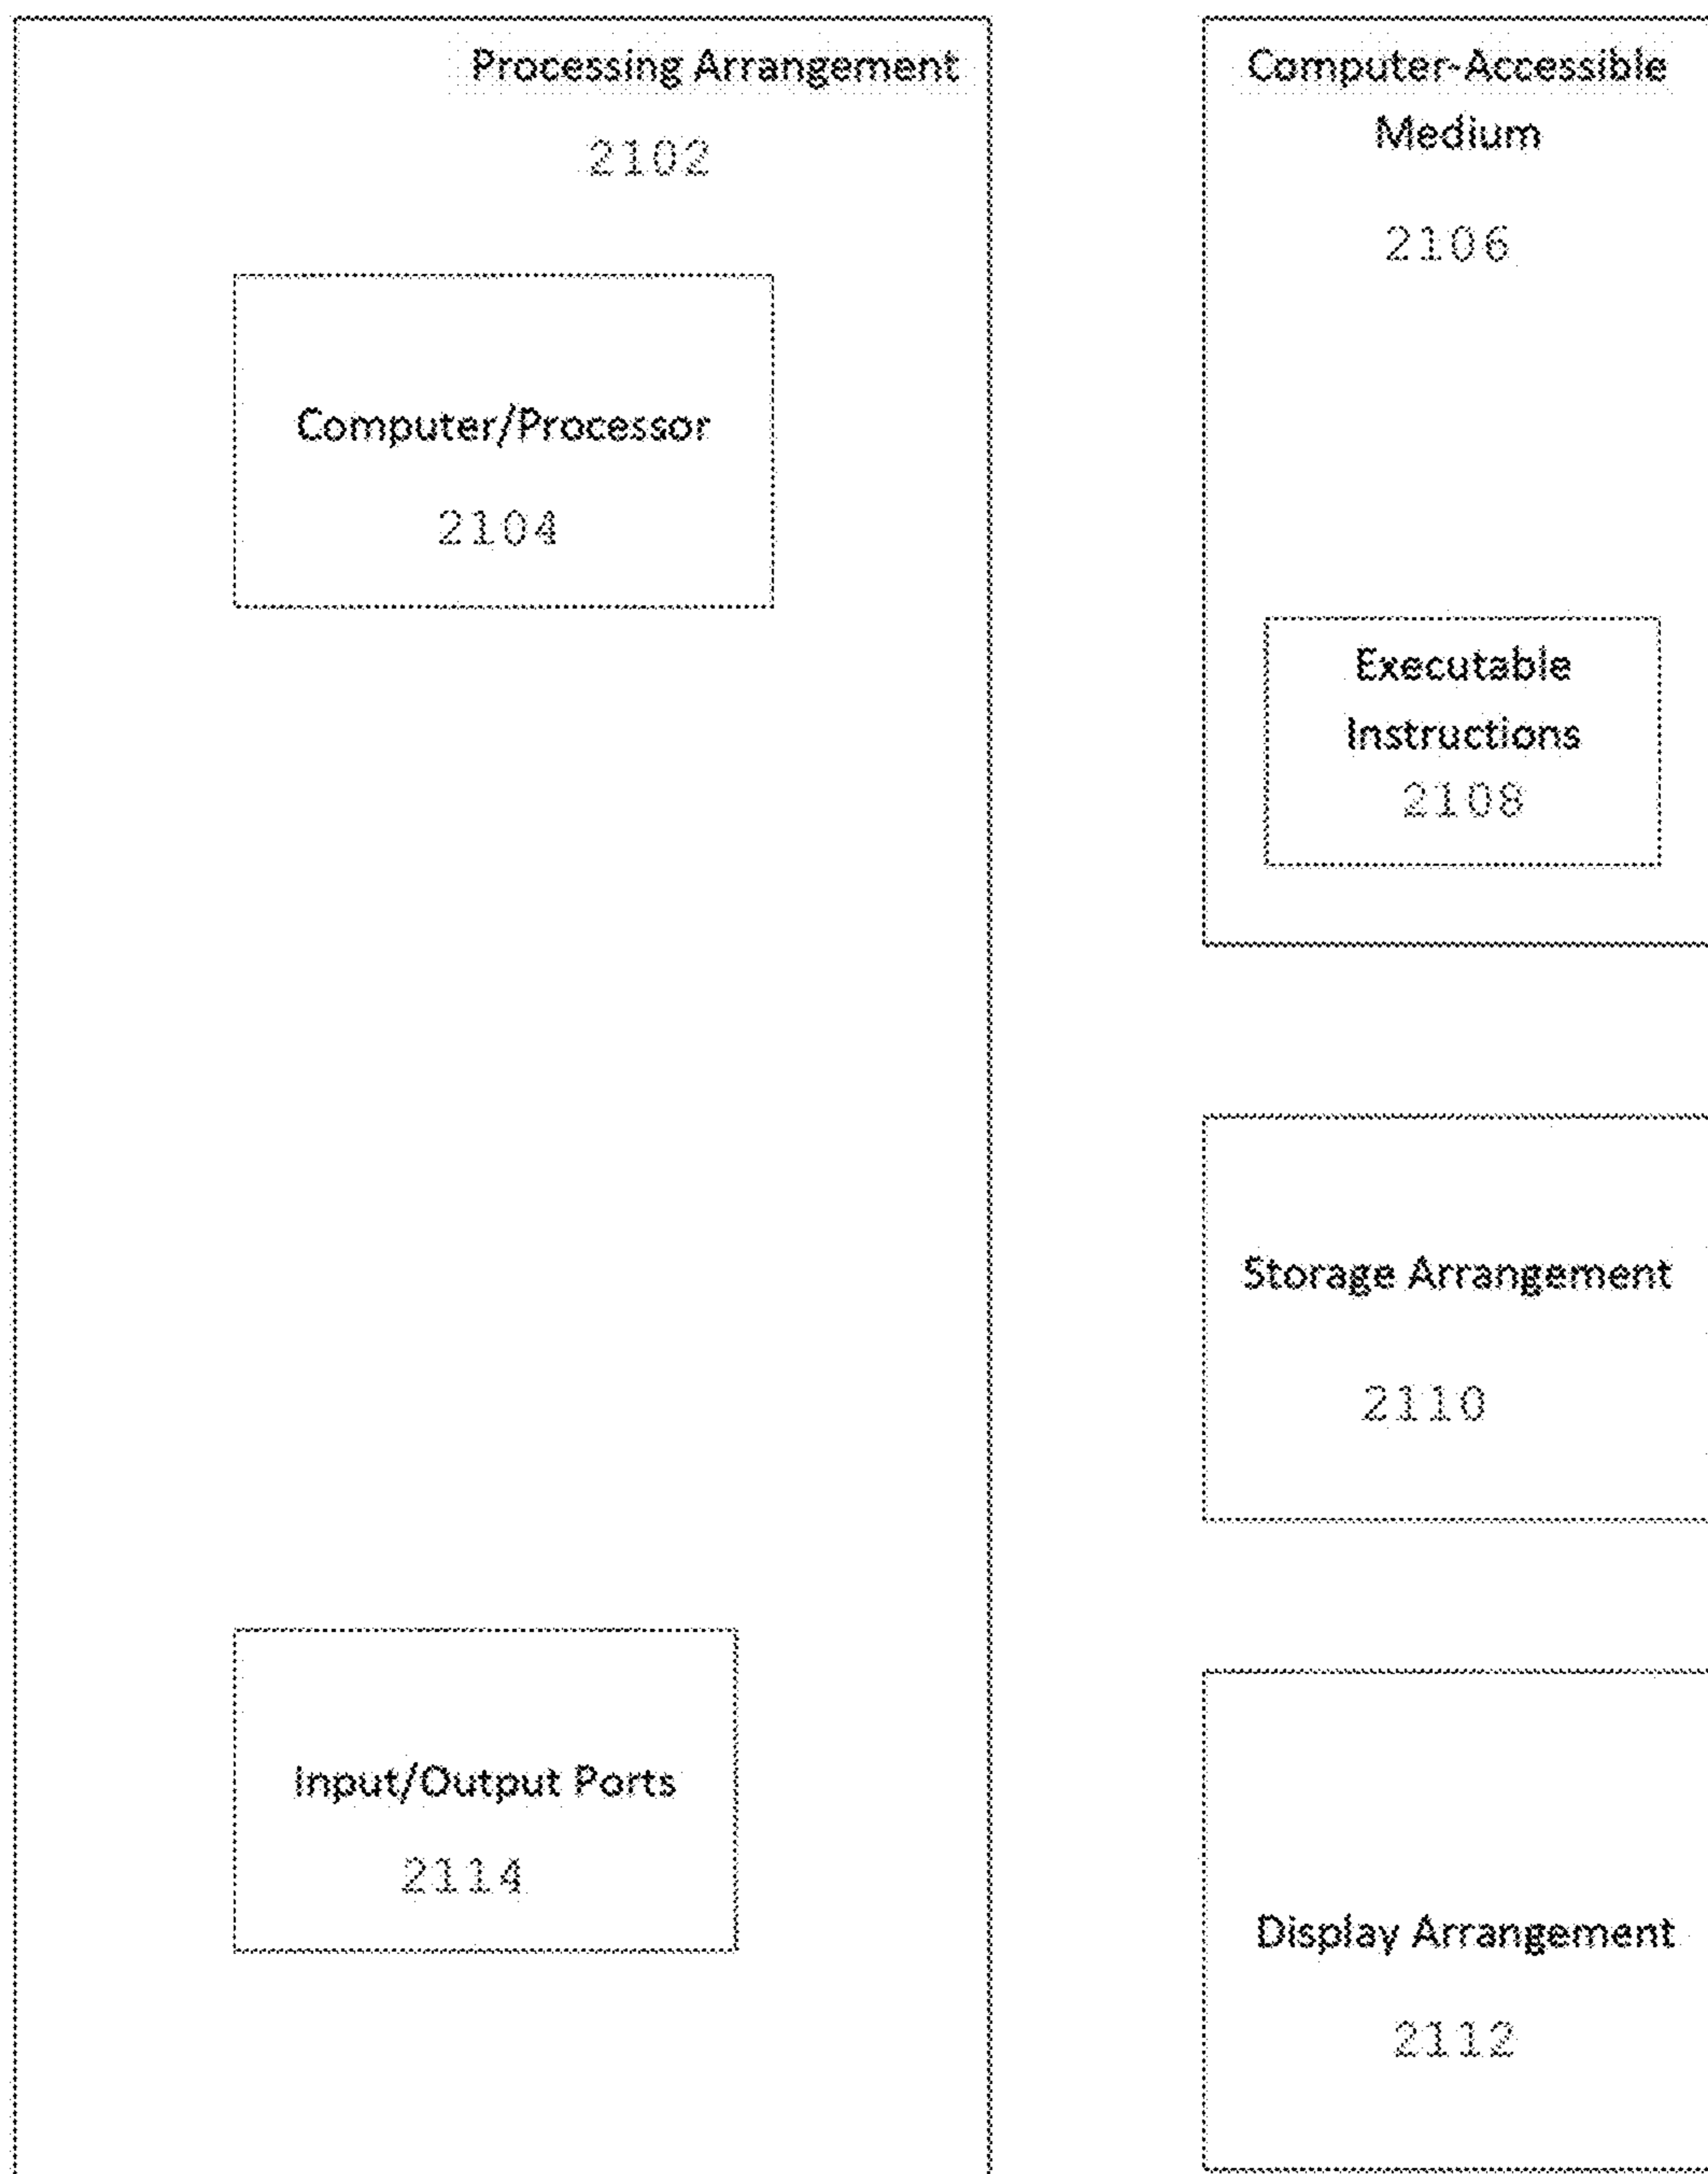 Processing Arrangement
2102
Computer/Processor
2104
Input/Output Ports
2114
Computer-Accessible
Medium
2106
Executable
Instructions
2108
Storage Arrangement
2110
Display Arrangement
2112